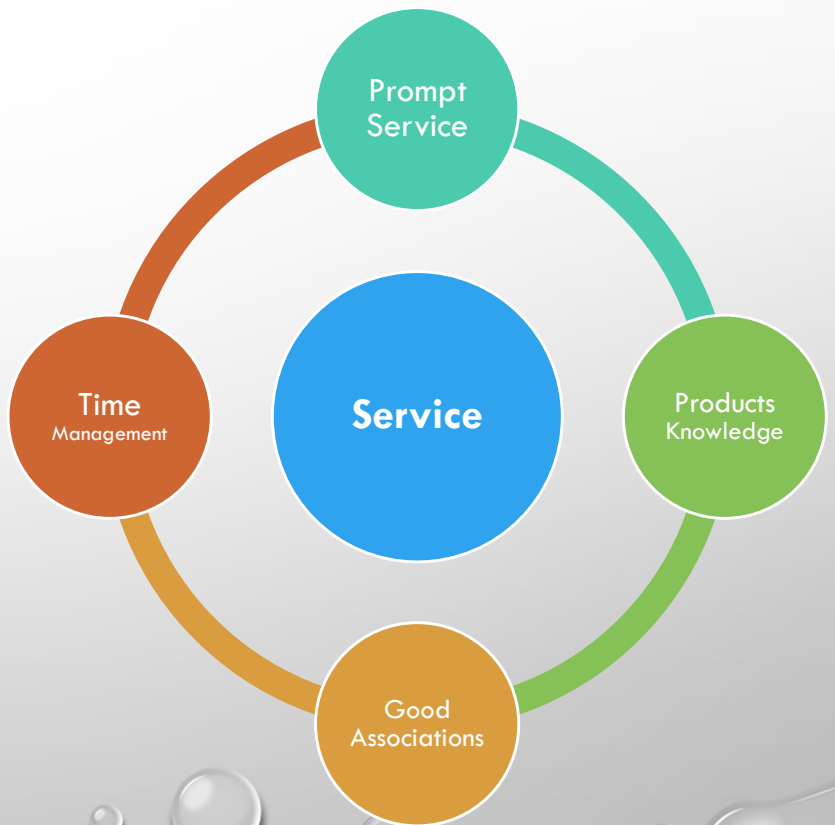 Prompt
Service
Time
Management
Service
Products
Knowledge
Good
Associations